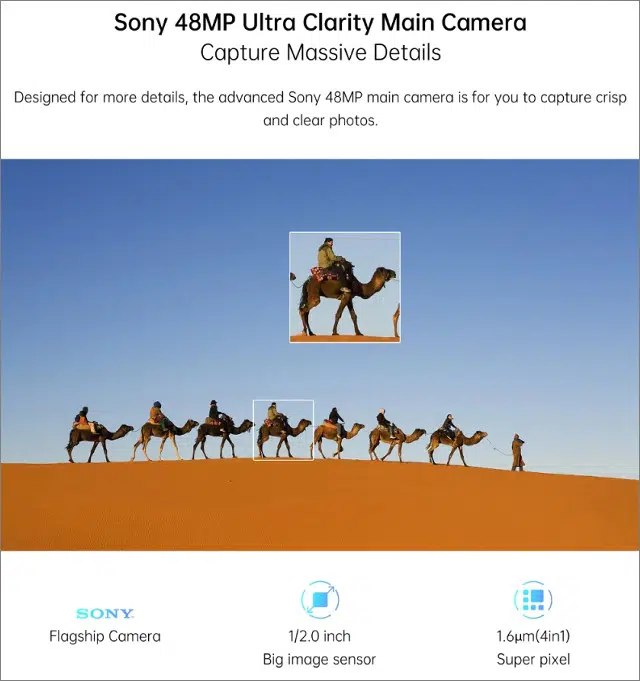 Sony 48MP Ultra Clarity Main Camera
Capture Massive Details
Designed for more details, the advanced Sony 48MP main camera is for you to capture crisp
and clear photos.
SONY
Flagship Camera
1/2.0 inch
Big image sensor
1.6μm(4in1)
Super pixel